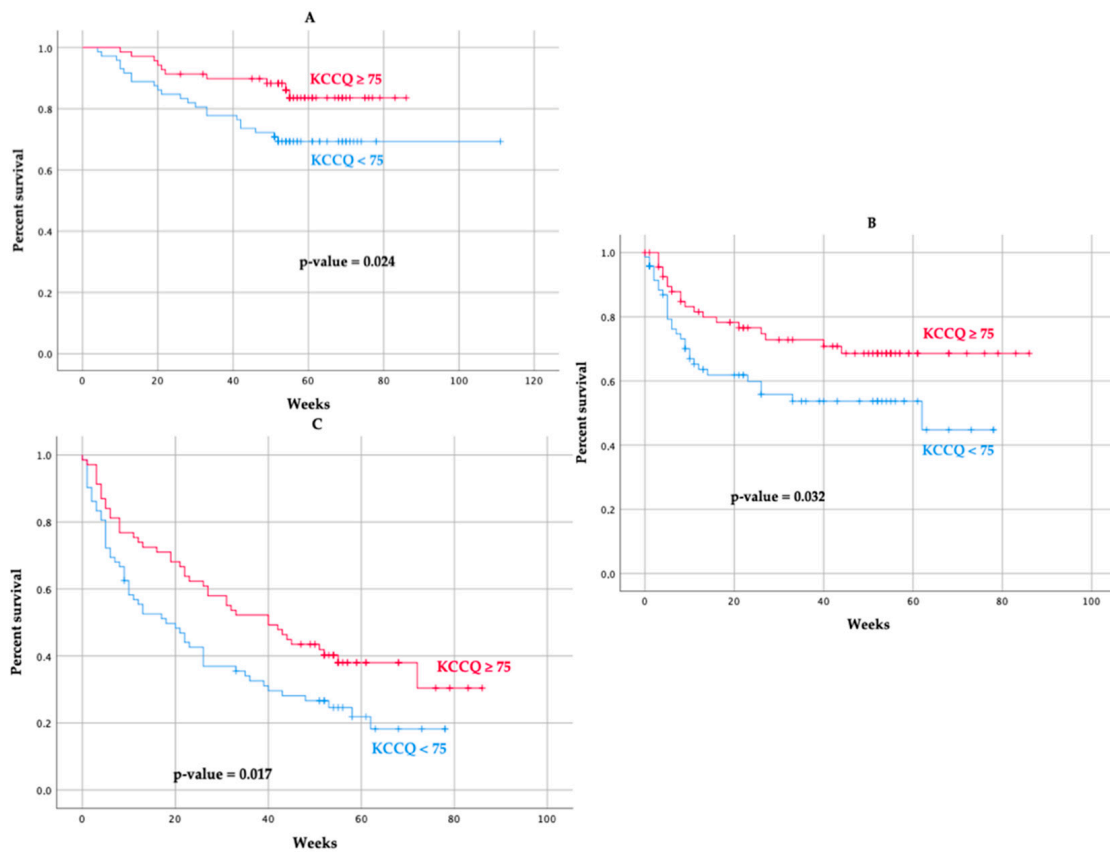 A
Percent survival
1.0
0.8
0.6
0.4
0.2
0.0
KCCQ ≥ 75
KCCQ < 75
p-value = 0.024
0 20 40 60 80 100 120
Weeks
B
Percent survival
1.0
0.8
0.6
0.4
0.2
0.0
KCCQ ≥ 75
KCCQ < 75
p-value = 0.032
0 20 40 60 80 100
Weeks
C
Percent survival
1.0
0.8
0.6
0.4
0.2
0.0
KCCQ ≥ 75
KCCQ < 75
p-value = 0.017
0 20 40 60 80 100
Weeks